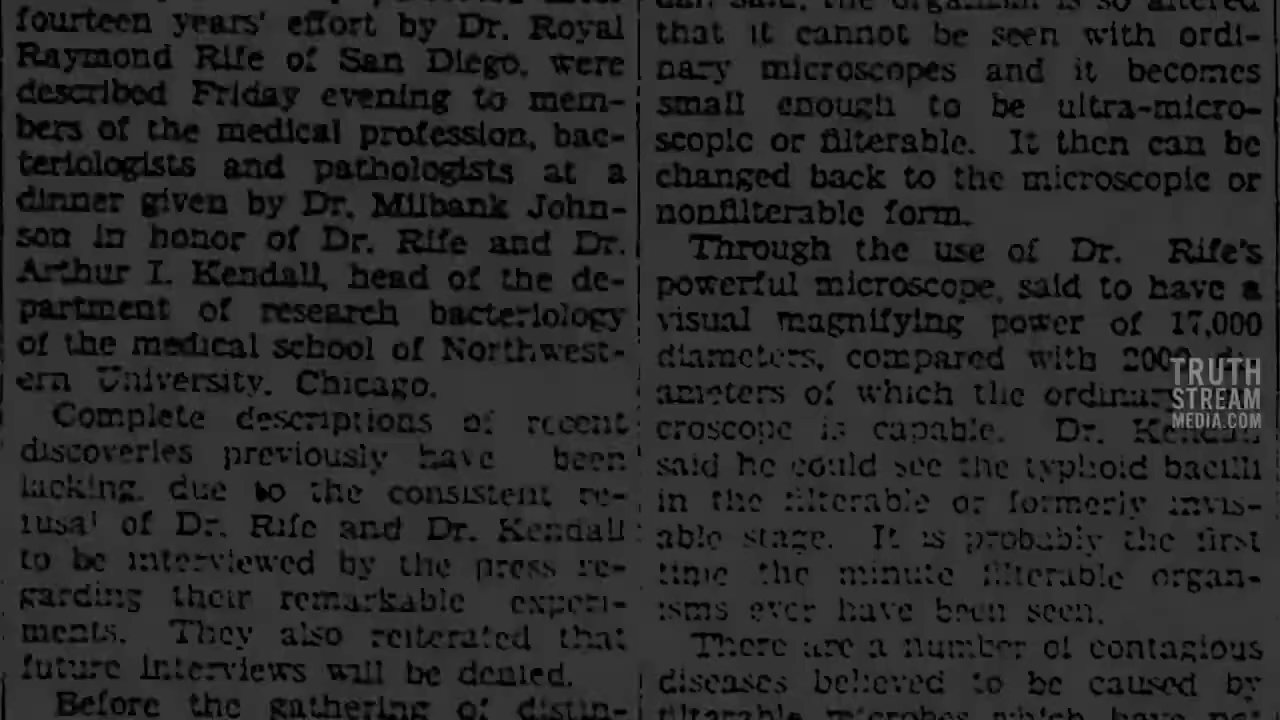 fourteen years' effort by Dr. Royal
Raymond Rife of San Diego, were
described Friday evening to mem-
bers of the medical profession, bac-
teriologists and pathologists at a
dinner given by Dr. Milbank John-
son in honor of Dr. Rife and Dr.
Arthur I. Kendall, head of the de-
partment of research bacteriology
of the medical school of Northwest-
ern University, Chicago.
Complete descriptions of recent
discoveries previously have been
lacking, due to the consistent re-
fusal of Dr. Rife and Dr. Kendall
to be interviewed by the press re-
garding their remarkable experi-
ments. They also reiterated that
future interviews will be denied.
Before the gathering of distin-
said, the organism is so altered
that it cannot be seen with ordi-
nary microscopes and it becomes
small enough to be ultra-micro-
scopic or filterable. It then can be
changed back to the microscopic or
nonfilterable form.
Through the use of Dr. Rife's
powerful microscope, said to have a
visual magnifying power of 17,000
diameters, compared with 2000
ameters of which the ordinary
croscope is capable. Dr. Kendall
said he could see the typhoid bacilli
in the filterable or formerly invis-
able stage. It is probably the first
time the minute filterable organ-
isms ever have been seen.
There are a number of contagious
diseases believed to be caused by
filterable microbes which have not
TRUTH
STREAM
MEDIA.COM